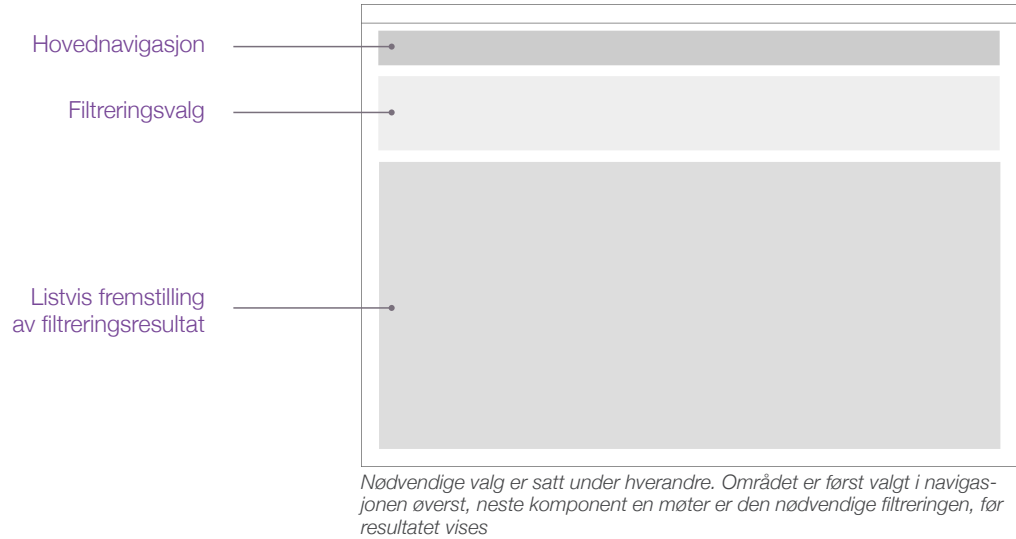 Hovednavigasjon
Filtreringsvalg
Listvis fremstilling
av filtreringsresultat
Nødvendige valg er satt under hverandre. Området er først valgt i navigas-
jonen øverst, neste komponent en møter er den nødvendige filtreringen, før
resultatet vises